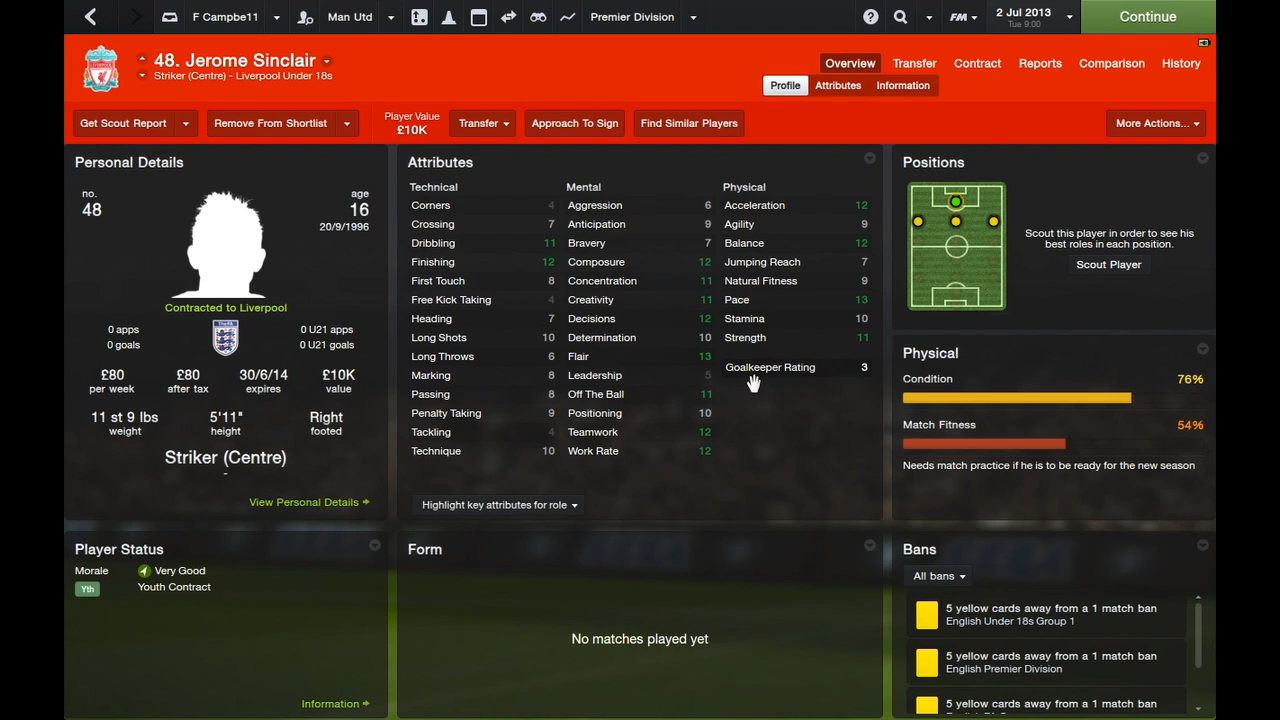 F Campbe11
Man Utd
Premier Division
?
FM
2 Jul 2013
Tue 9:00
Continue
48. Jerome Sinclair
Striker (Centre) - Liverpool Under 18s
Overview Transfer Contract Reports Comparison History
Profile Attributes Information
Get Scout Report
Remove From Shortlist
Player Value
£10K
Transfer
Approach To Sign
Find Similar Players
More Actions...
Personal Details
no.
48
age
16
20/9/1996
Contracted to Liverpool
0 apps
0 goals
0 U21 apps
0 U21 goals
£80 £80 30/6/14 £10K
per week after tax expires value
11 st 9 lbs 5'11" Right
weight height footed
Striker (Centre)
-
View Personal Details
Attributes
Technical
Corners 4
Crossing 7
Dribbling 11
Finishing 12
First Touch 8
Free Kick Taking 4
Heading 7
Long Shots 10
Long Throws 6
Marking 8
Passing 8
Penalty Taking 9
Tackling 4
Technique 10
Mental
Aggression 6
Anticipation 9
Bravery 7
Composure 12
Concentration 11
Creativity 11
Decisions 12
Determination 10
Flair 13
Leadership 5
Off The Ball 11
Positioning 10
Teamwork 12
Work Rate 12
Physical
Acceleration 12
Agility 9
Balance 12
Jumping Reach 7
Natural Fitness 9
Pace 13
Stamina 10
Strength 11
Goalkeeper Rating 3
Highlight key attributes for role
Positions
Scout this player in order to see his
best roles in each position.
Scout Player
Physical
Condition 76%
Match Fitness 54%
Needs match practice if he is to be ready for the new season
Player Status
Morale Very Good
Yth Youth Contract
Information
Form
No matches played yet
Bans
All bans
5 yellow cards away from a 1 match ban
English Under 18s Group 1
5 yellow cards away from a 1 match ban
English Premier Division
5 yellow cards away from a 1 match ban